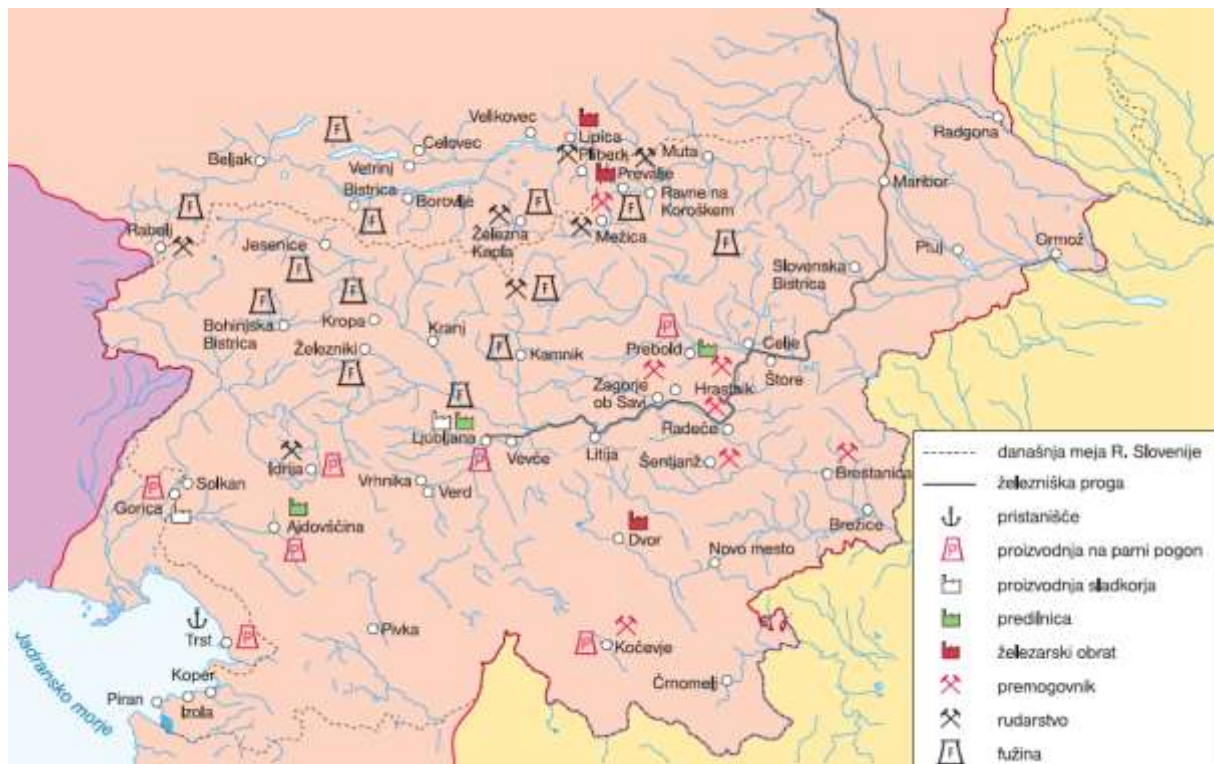 Velikovec
Lipica
Radgona
Celovec
Pliberk
Muta
Beljak
Vetrinj
Prevalje
Maribor
Bistrica
Borovlje
Ravne na
Koroškem
Rabelj
Jesenice
Železna
Kapla
Mežica
Ptuj
Ormož
Slovenska
Bistrica
Bohinjska
Bistrica
Kropa
Kranj
Kamnik
Prebold
Celje
Železniki
Štore
Zagorje
ob Savi
Hrastnik
Ljubljana
Vevče
Litija
Radeče
Idrija
Vrhnika
Verd
Šentjanž
Brestanica
Solkan
Gorica
Ajdovščina
Dvor
Brežice
Novo mesto
Trst
Pivka
Kočevje
Koper
Črnomelj
Piran
Izola
Jadransko morje
današnja meja R. Slovenije
železniška proga
pristanišče
P proizvodnja na parni pogon
proizvodnja sladkorja
predilnica
železarski obrat
premogovnik
rudarstvo
F fužina